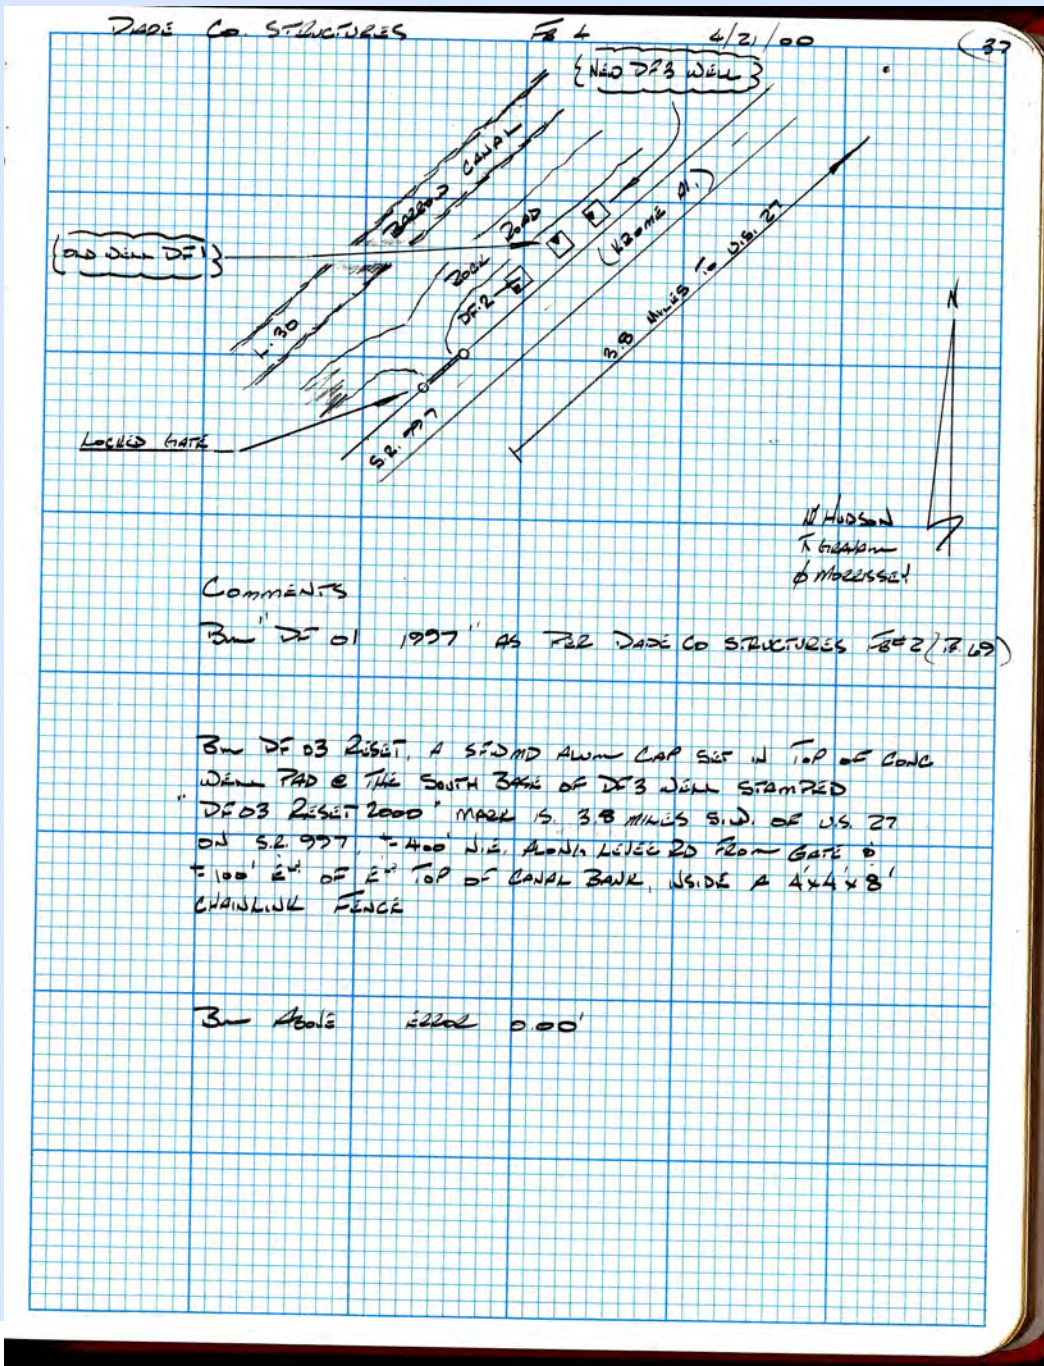 DADE CO. STRUCTURES FB 4 4/21/00 37
NEW DF3 WELL
BARROW CANAL
OLD WELL DF1
ROCK ROAD
(KROME AV.)
DF-2
L-30
3.8 MILES TO U.S. 27
N
LOCKED GATE
S.R. 997
HUDSON
GRAHAM
MORRISSEY
COMMENTS
BM "DF 01 1997" AS PER DADE CO STRUCTURES FB#2 (P. 69)
BM DF 03 RESET, A SFWMD ALUM CAP SET IN TOP OF CONC
WELL PAD @ THE SOUTH BASE OF DF3 WELL STAMPED
"DF03 RESET 2000" MARK IS 3.8 MILES S.W. OF U.S. 27
ON S.R. 997, ±400' N.E. ALONG LEVEE RD FROM GATE &
±100' E'LY OF E'LY TOP OF CANAL BANK, INSIDE A 4'x4'x8'
CHAINLINK FENCE
BM ABOVE ERROR 0.00'